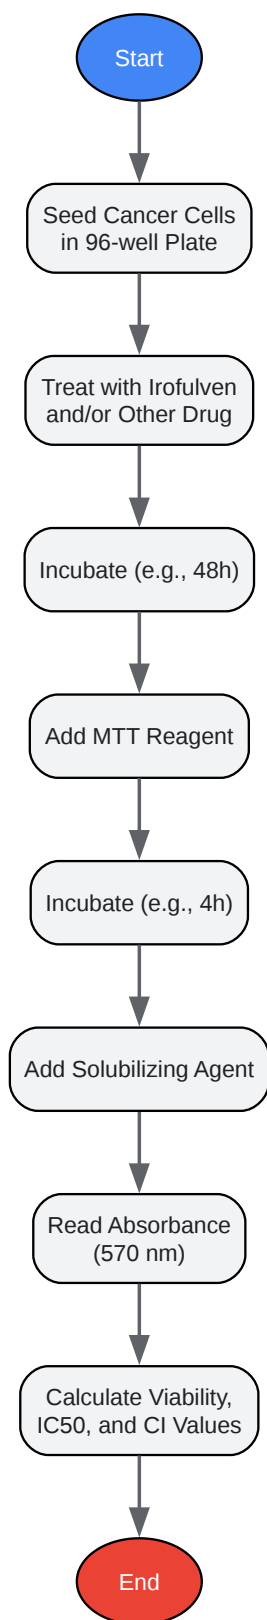 Start
Seed Cancer Cells
in 96-well Plate
Treat with Irofulven
and/or Other Drug
Incubate (e.g., 48h)
Add MTT Reagent
Incubate (e.g., 4h)
Add Solubilizing Agent
Read Absorbance
(570 nm)
Calculate Viability,
IC50, and CI Values
End